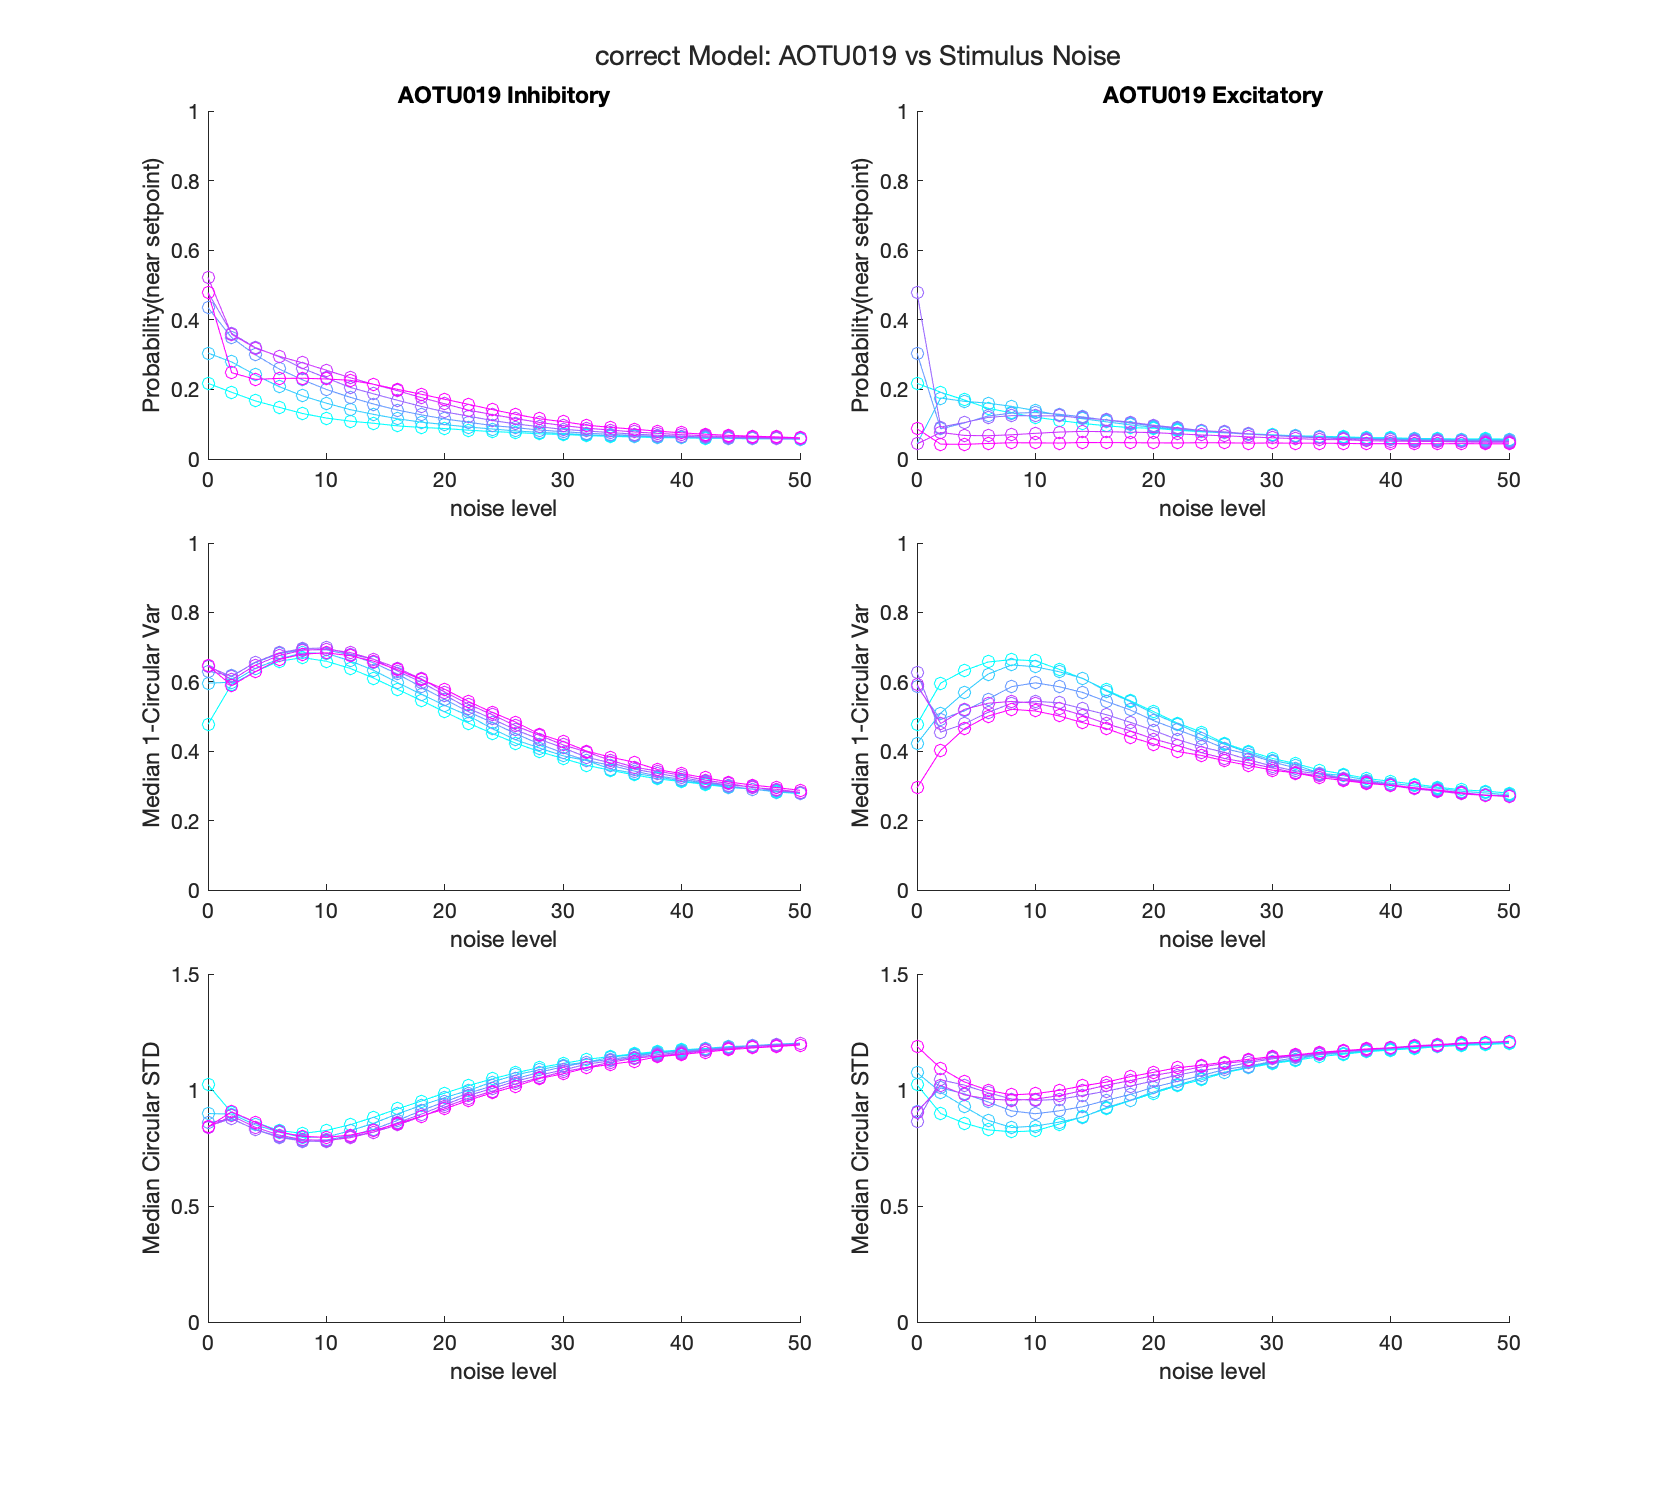 correct Model: AOTU019 vs Stimulus Noise
AOTU019 Inhibitory
Probability(near setpoint)
1
0.8
0.6
0.4
0.2
0
0 10 20 30 40 50
noise level
AOTU019 Excitatory
Probability(near setpoint)
1
0.8
0.6
0.4
0.2
0
0 10 20 30 40 50
noise level
Median 1-Circular Var
1
0.8
0.6
0.4
0.2
0
0 10 20 30 40 50
noise level
Median 1-Circular Var
1
0.8
0.6
0.4
0.2
0
0 10 20 30 40 50
noise level
Median Circular STD
1.5
1
0.5
0
0 10 20 30 40 50
noise level
Median Circular STD
1.5
1
0.5
0
0 10 20 30 40 50
noise level